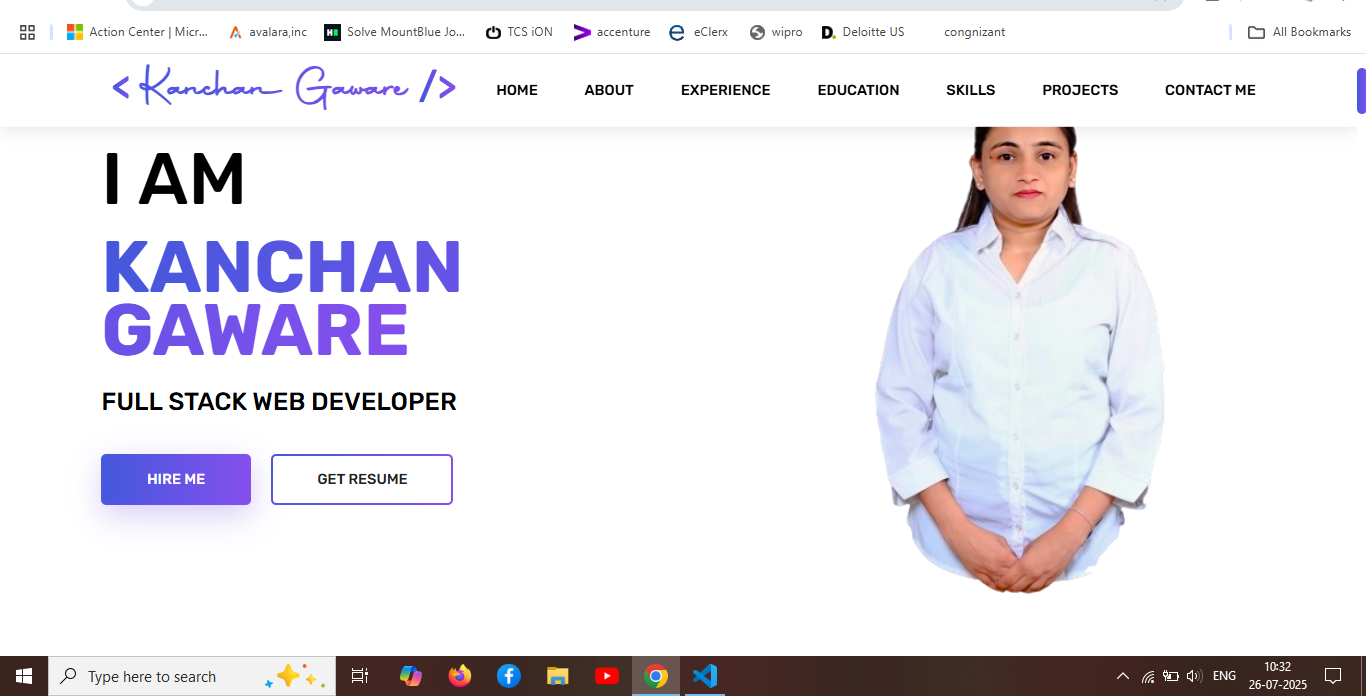 Action Center | Micr... avalara,inc Solve MountBlue Jo... TCS iON accenture eClerx wipro Deloitte US congnizant All Bookmarks
< Kanchan Gaware /> HOME ABOUT EXPERIENCE EDUCATION SKILLS PROJECTS CONTACT ME
I AM
KANCHAN
GAWARE
FULL STACK WEB DEVELOPER
HIRE ME GET RESUME
Type here to search ENG 10:32
26-07-2025